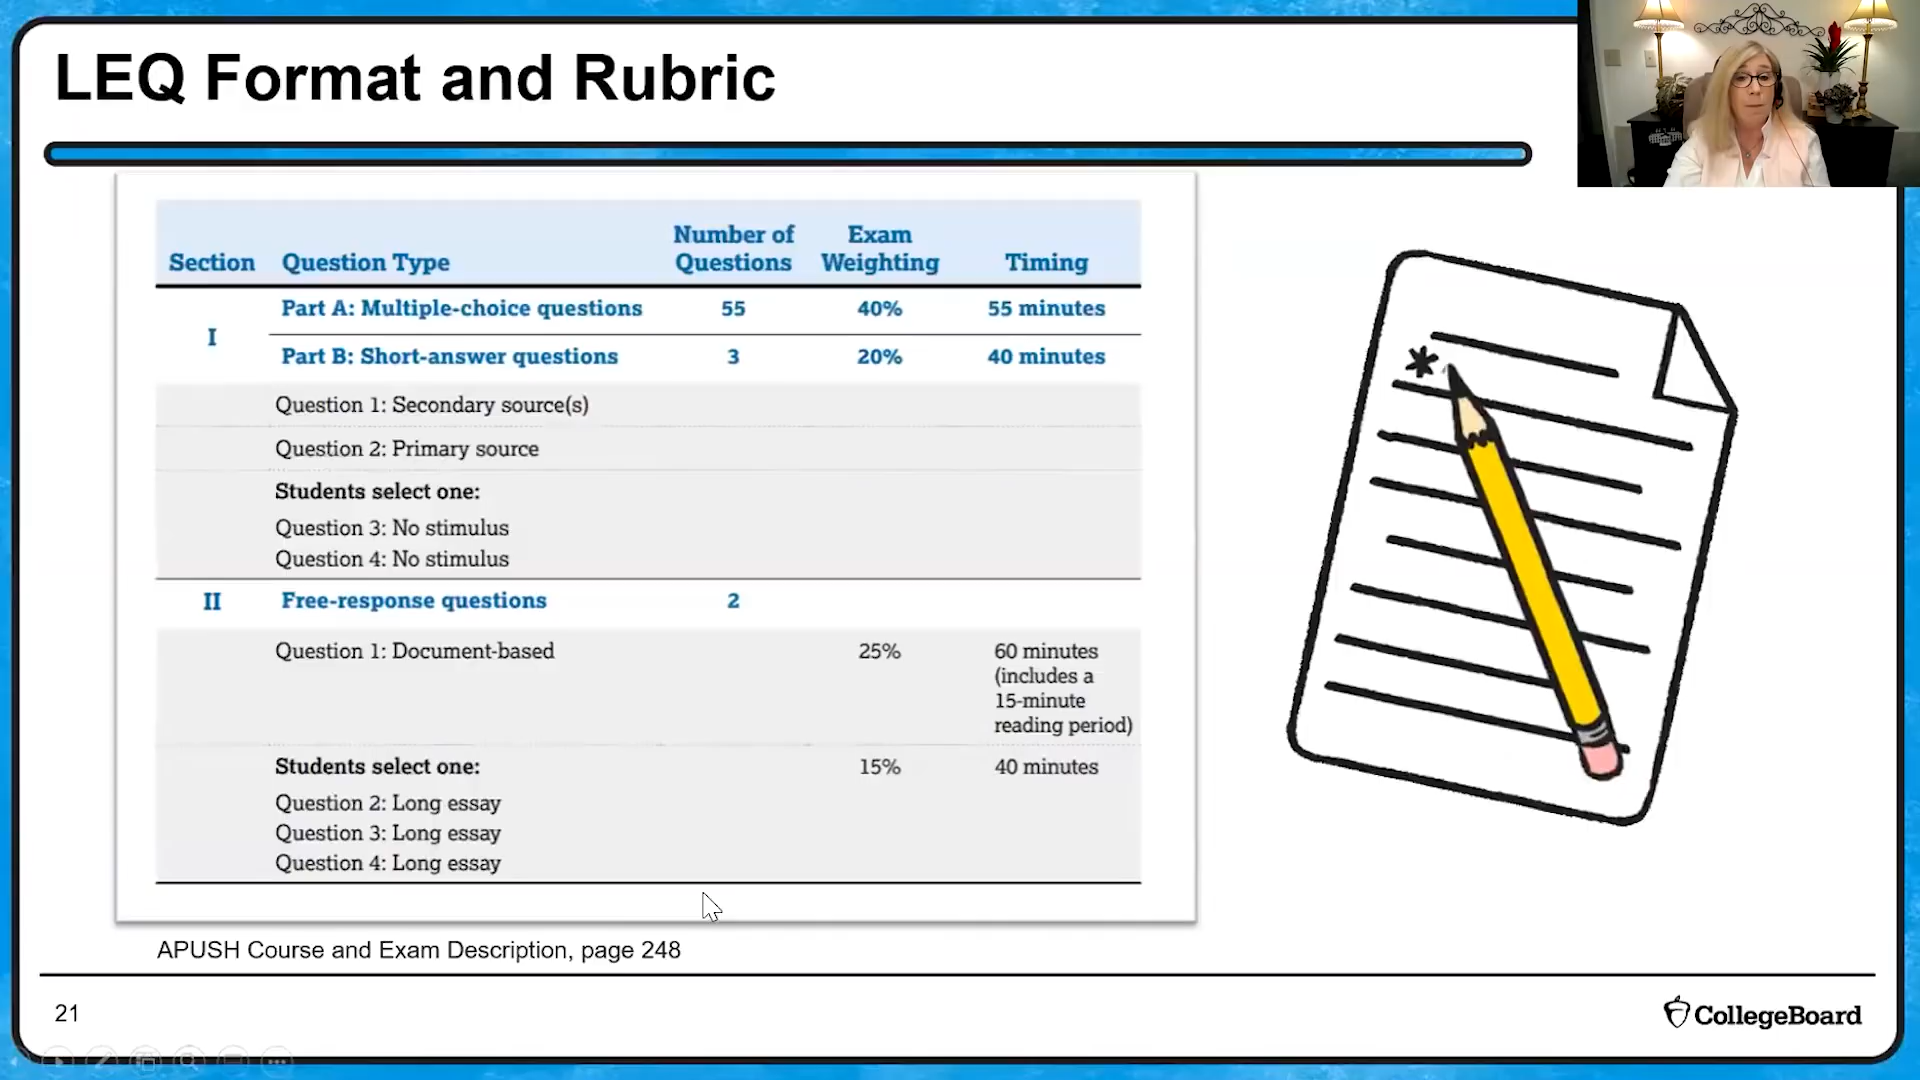 LEQ Format and Rubric
Section Question Type Number of Questions Exam Weighting Timing
I
Part A: Multiple-choice questions 55 40% 55 minutes
Part B: Short-answer questions 3 20% 40 minutes
Question 1: Secondary source(s)
Question 2: Primary source
Students select one:
Question 3: No stimulus
Question 4: No stimulus
II Free-response questions 2
Question 1: Document-based 25% 60 minutes
(includes a
15-minute
reading period)
Students select one: 15% 40 minutes
Question 2: Long essay
Question 3: Long essay
Question 4: Long essay
APUSH Course and Exam Description, page 248
21
CollegeBoard